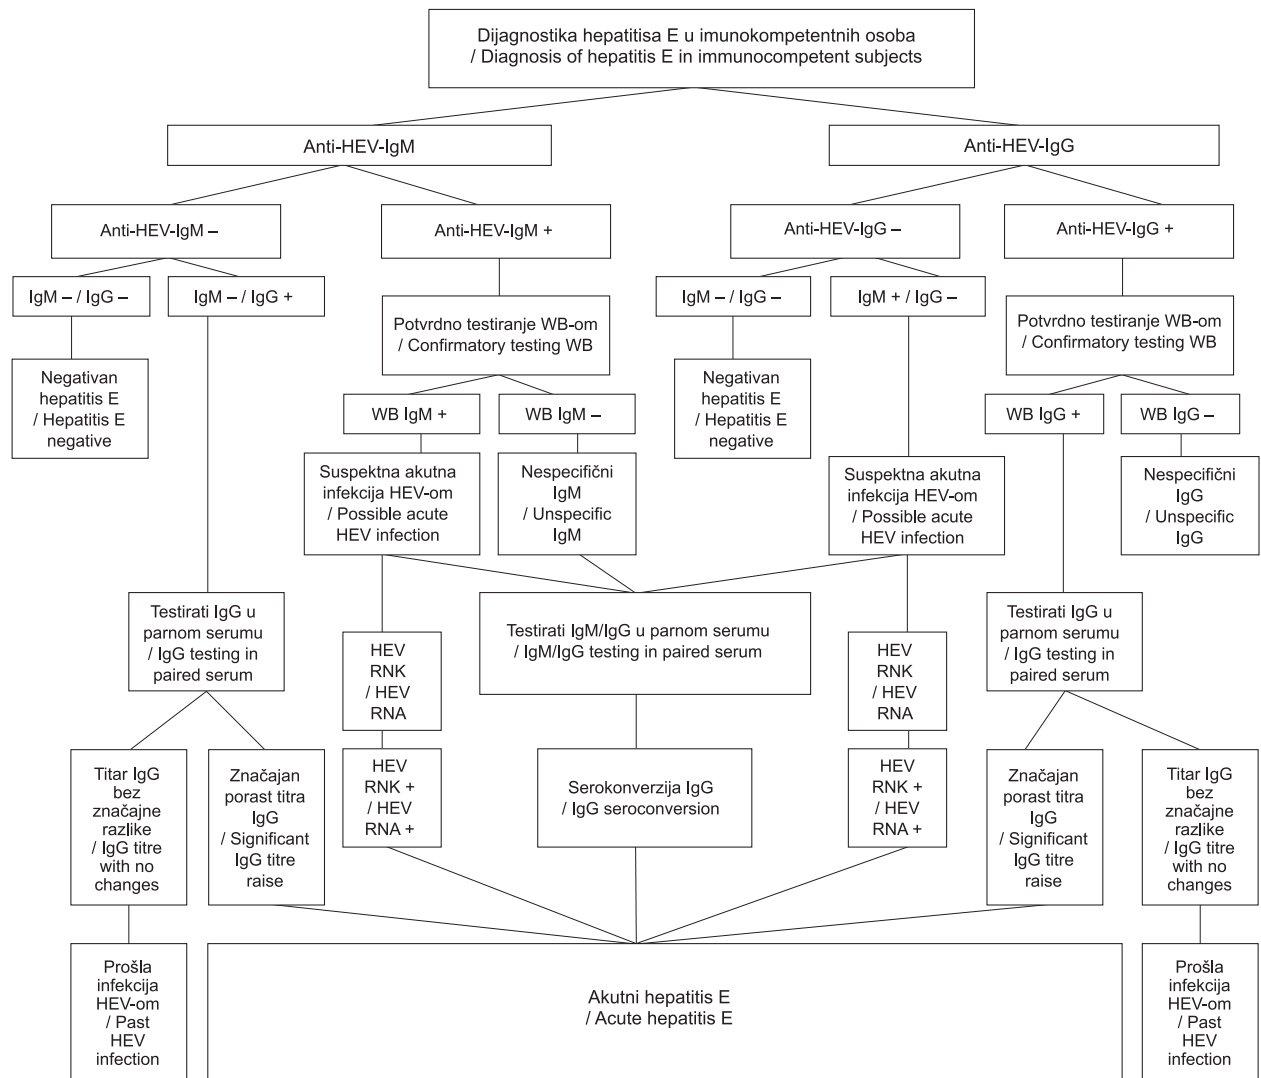 Dijagnostika hepatitisa E u imunokompetentnih osoba
/ Diagnosis of hepatitis E in immunocompetent subjects
Anti-HEV-IgM
Anti-HEV-IgG
Anti-HEV-IgM –
Anti-HEV-IgM +
Anti-HEV-IgG –
Anti-HEV-IgG +
IgM – / IgG –
IgM – / IgG +
IgM – / IgG –
IgM + / IgG –
Potvrdno testiranje WB-om
/ Confirmatory testing WB
Potvrdno testiranje WB-om
/ Confirmatory testing WB
Negativan
hepatitis E
/ Hepatitis E
negative
WB IgM +
WB IgM –
Negativan
hepatitis E
/ Hepatitis E
negative
WB IgG +
WB IgG –
Suspektna akutna
infekcija HEV-om
/ Possible acute
HEV infection
Nespecifični
IgM
/ Unspecific
IgM
Suspektna akutna
infekcija HEV-om
/ Possible acute
HEV infection
Nespecifični
IgG
/ Unspecific
IgG
Testirati IgG u
parnom serumu
/ IgG testing in
paired serum
HEV
RNK
/ HEV
RNA
Testirati IgM/IgG u parnom serumu
/ IgM/IgG testing in paired serum
HEV
RNK
/ HEV
RNA
Testirati IgG u
parnom serumu
/ IgG testing in
paired serum
Titar IgG
bez
značajne
razlike
/ IgG titre
with no
changes
Značajan
porast titra
IgG
/ Significant
IgG titre
raise
HEV
RNK +
/ HEV
RNA +
Serokonverzija IgG
/ IgG seroconversion
HEV
RNK +
/ HEV
RNA +
Značajan
porast titra
IgG
/ Significant
IgG titre
raise
Titar IgG
bez
značajne
razlike
/ IgG titre
with no
changes
Prošla
infekcija
HEV-om
/ Past
HEV
infection
Akutni hepatitis E
/ Acute hepatitis E
Prošla
infekcija
HEV-om
/ Past
HEV
infection